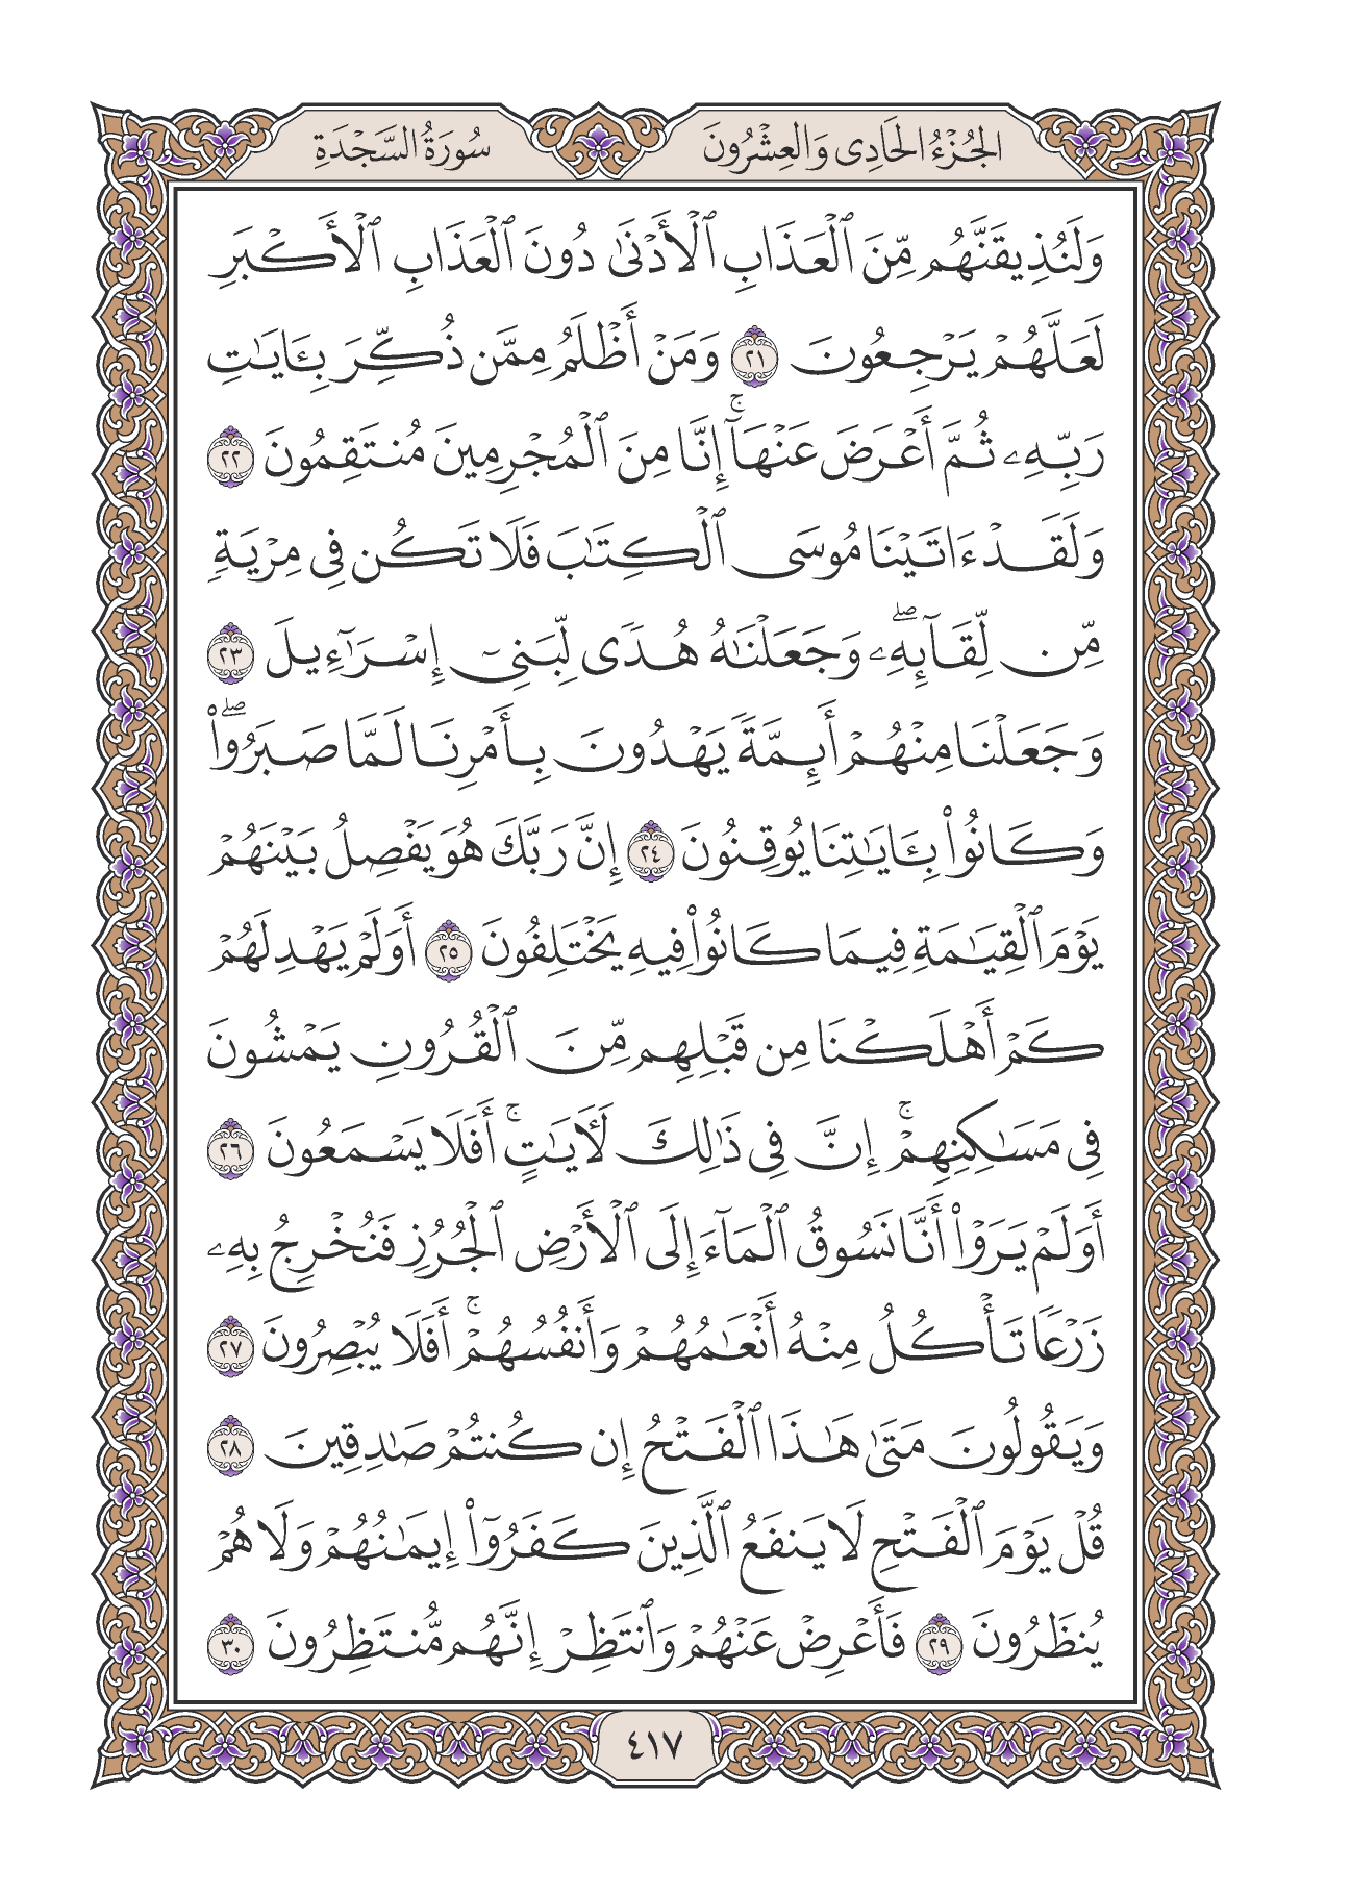 الجُزْءُ الحَادِى وَالعِشْرُونَ
سُورَةُ السَّجْدَةِ
وَلَنُذِيقَنَّهُم مِّنَ ٱلْعَذَابِ ٱلْأَدْنَىٰ دُونَ ٱلْعَذَابِ ٱلْأَكْبَرِ
لَعَلَّهُمْ يَرْجِعُونَ ٢١ وَمَنْ أَظْلَمُ مِمَّن ذُكِّرَ بِـَٔايَـٰتِ
رَبِّهِۦ ثُمَّ أَعْرَضَ عَنْهَآ ۚ إِنَّا مِنَ ٱلْمُجْرِمِينَ مُنتَقِمُونَ ٢٢
وَلَقَدْ ءَاتَيْنَا مُوسَى ٱلْكِتَـٰبَ فَلَا تَكُن فِى مِرْيَةٍ
مِّن لِّقَآئِهِۦ ۖ وَجَعَلْنَـٰهُ هُدًى لِّبَنِىٓ إِسْرَٰٓءِيلَ ٢٣
وَجَعَلْنَا مِنْهُمْ أَئِمَّةً يَهْدُونَ بِأَمْرِنَا لَمَّا صَبَرُوا۟ ۖ
وَكَانُوا۟ بِـَٔايَـٰتِنَا يُوقِنُونَ ٢٤ إِنَّ رَبَّكَ هُوَ يَفْصِلُ بَيْنَهُمْ
يَوْمَ ٱلْقِيَـٰمَةِ فِيمَا كَانُوا۟ فِيهِ يَخْتَلِفُونَ ٢٥ أَوَلَمْ يَهْدِ لَهُمْ
كَمْ أَهْلَكْنَا مِن قَبْلِهِم مِّنَ ٱلْقُرُونِ يَمْشُونَ
فِى مَسَـٰكِنِهِمْ ۚ إِنَّ فِى ذَٰلِكَ لَـَٔايَـٰتٍ ۚ أَفَلَا يَسْمَعُونَ ٢٦
أَوَلَمْ يَرَوْا۟ أَنَّا نَسُوقُ ٱلْمَآءَ إِلَى ٱلْأَرْضِ ٱلْجُرُزِ فَنُخْرِجُ بِهِۦ
زَرْعًا تَأْكُلُ مِنْهُ أَنْعَـٰمُهُمْ وَأَنفُسُهُمْ ۚ أَفَلَا يُبْصِرُونَ ٢٧
وَيَقُولُونَ مَتَىٰ هَـٰذَا ٱلْفَتْحُ إِن كُنتُمْ صَـٰدِقِينَ ٢٨
قُلْ يَوْمَ ٱلْفَتْحِ لَا يَنفَعُ ٱلَّذِينَ كَفَرُوٓا۟ إِيمَـٰنُهُمْ وَلَا هُمْ
يُنظَرُونَ ٢٩ فَأَعْرِضْ عَنْهُمْ وَٱنتَظِرْ إِنَّهُم مُّنتَظِرُونَ ٣٠
٤١٧